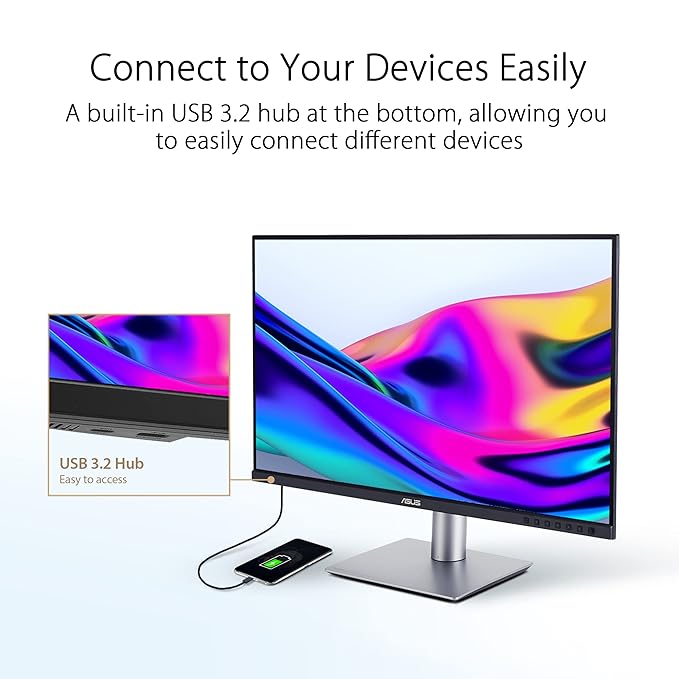 Connect to Your Devices Easily
A built-in USB 3.2 hub at the bottom, allowing you
to easily connect different devices
USB 3.2 Hub
Easy to access
ASUS